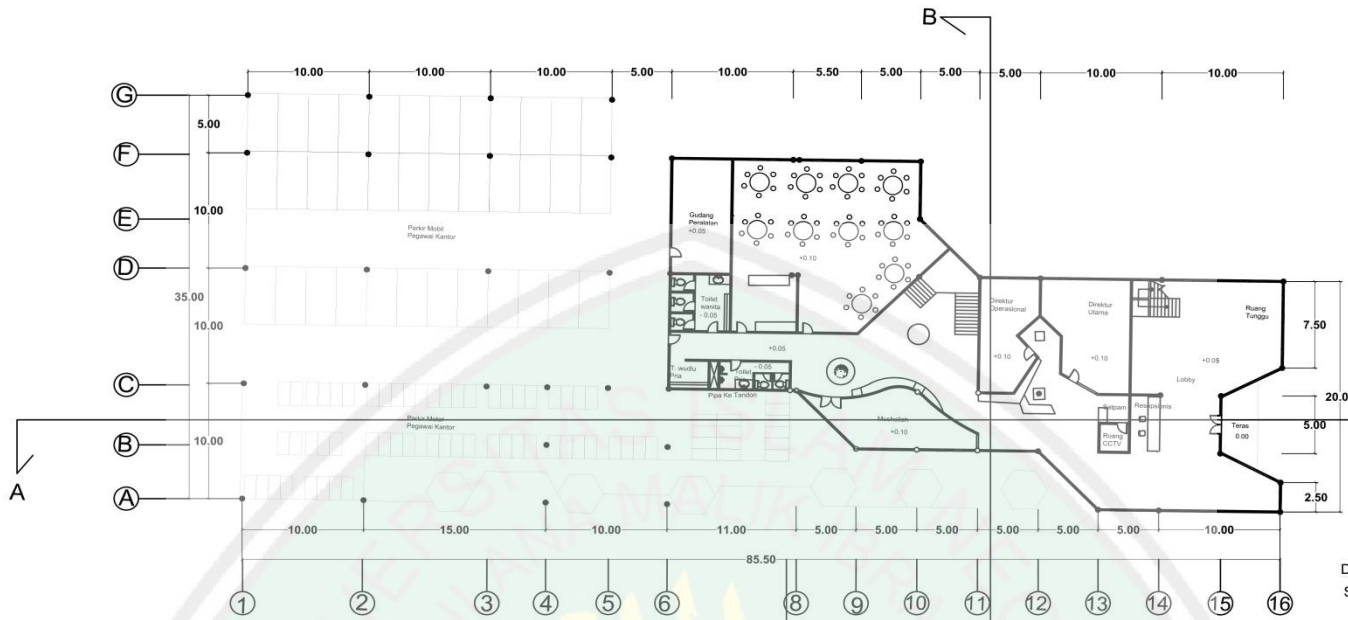 B
10.00 10.00 10.00 5.00 10.00 5.50 5.00 5.00 5.00 10.00 10.00
G
5.00
F
10.00
E
Parkir Mobil
Pegawai Kantor
D
35.00
10.00
C
Parkir Motor
Pegawai Kantor
10.00
B
A
A
Gudang
Peralatan
+0.05
+0.10
Toilet
wanita
- 0.05
+0.05
T. wudlu
Pria
Toilet
- 0.05
Pipa Ke Tandon
Musholla
+0.10
Direktur
Operasional
+0.10
Direktur
Utama
+0.10
Ruang
Tunggu
+0.05
Lobby
Satpam
Resepsionis
Ruang
CCTV
Teras
0.00
7.50
20.0
5.00
2.50
10.00 15.00 10.00 11.00 5.00 5.00 5.00 5.00 5.00 5.00 10.00
85.50
1 2 3 4 5 6 8 9 10 11 12 13 14 15 16
D
S